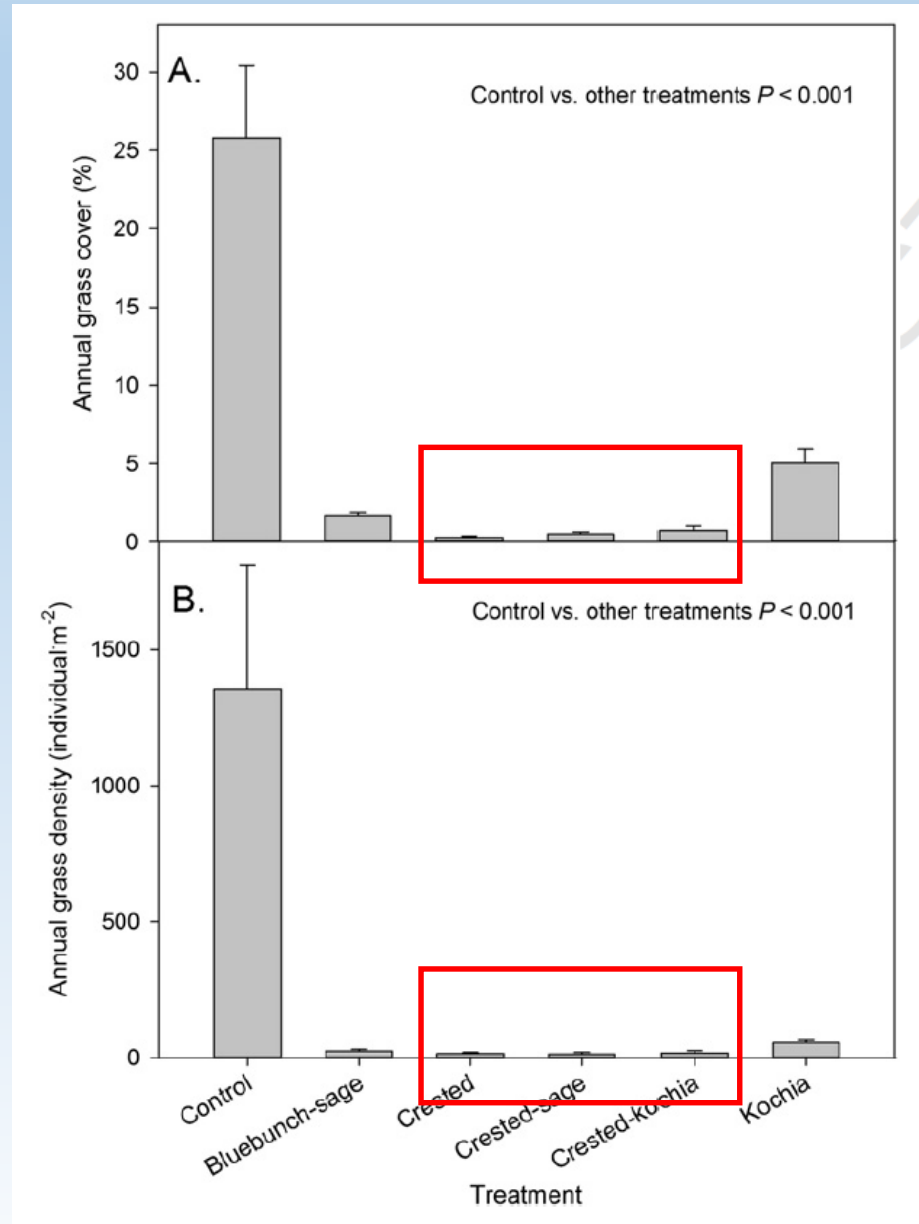 A.
Control vs. other treatments P < 0.001
Annual grass cover (%)
30
25
20
15
10
5
0
B.
Control vs. other treatments P < 0.001
Annual grass density (individual·m⁻²)
1500
1000
500
0
Control
Bluebunch-sage
Crested
Crested-sage
Crested-kochia
Kochia
Treatment